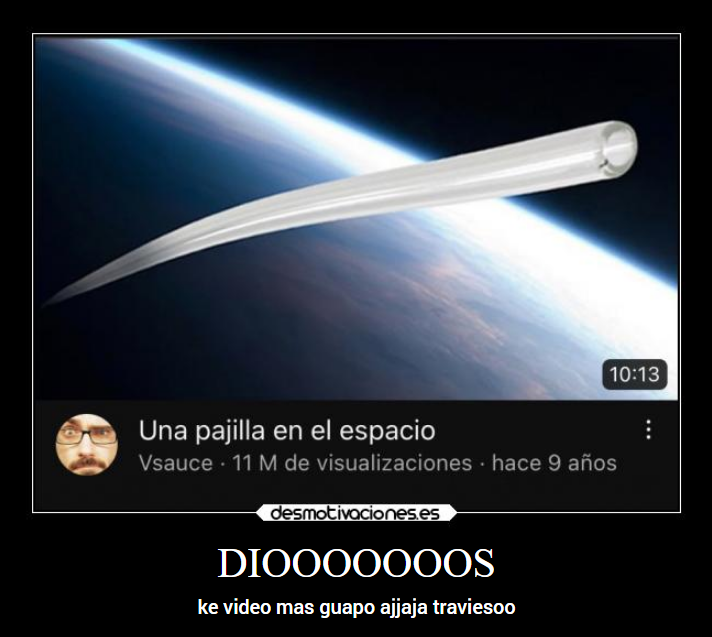 10:13
Una pajilla en el espacio
Vsauce · 11 M de visualizaciones · hace 9 años
desmotivaciones.es
DIOOOOOOOS
ke video mas guapo ajjaja traviesoo